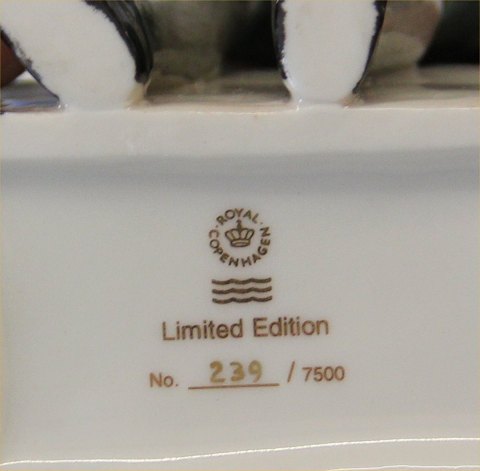 ROYAL
COPENHAGEN
Limited Edition
No. 239 / 7500